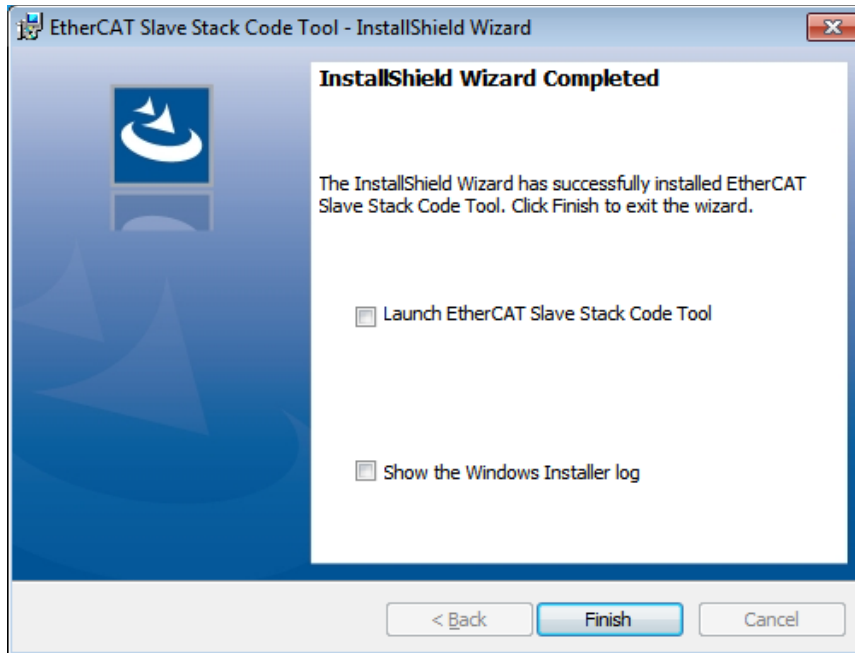 EtherCAT Slave Stack Code Tool - InstallShield Wizard
InstallShield Wizard Completed
The InstallShield Wizard has successfully installed EtherCAT
Slave Stack Code Tool. Click Finish to exit the wizard.
Launch EtherCAT Slave Stack Code Tool
Show the Windows Installer log
< Back
Finish
Cancel